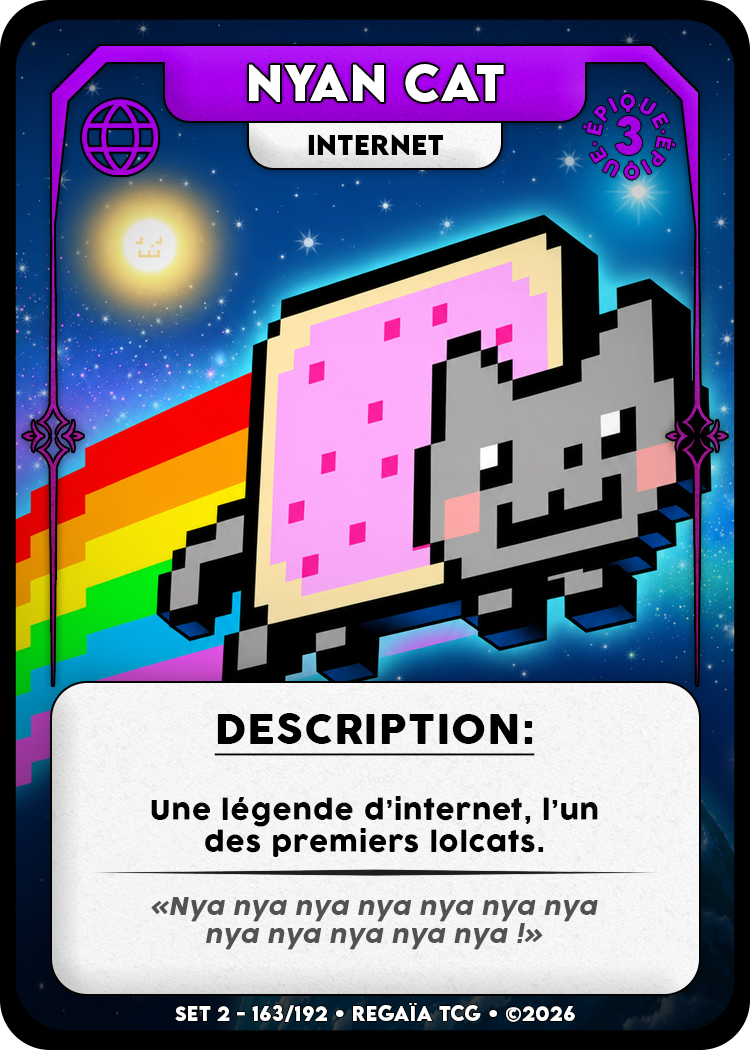 NYAN CAT
INTERNET
ÉPIQUE · ÉPIQUE · ÉPIQUE ·
3
DESCRIPTION:
Une légende d'internet, l'un
des premiers lolcats.
«Nya nya nya nya nya nya nya
nya nya nya nya nya !»
SET 2 - 163/192 • REGAÏA TCG • ©2026